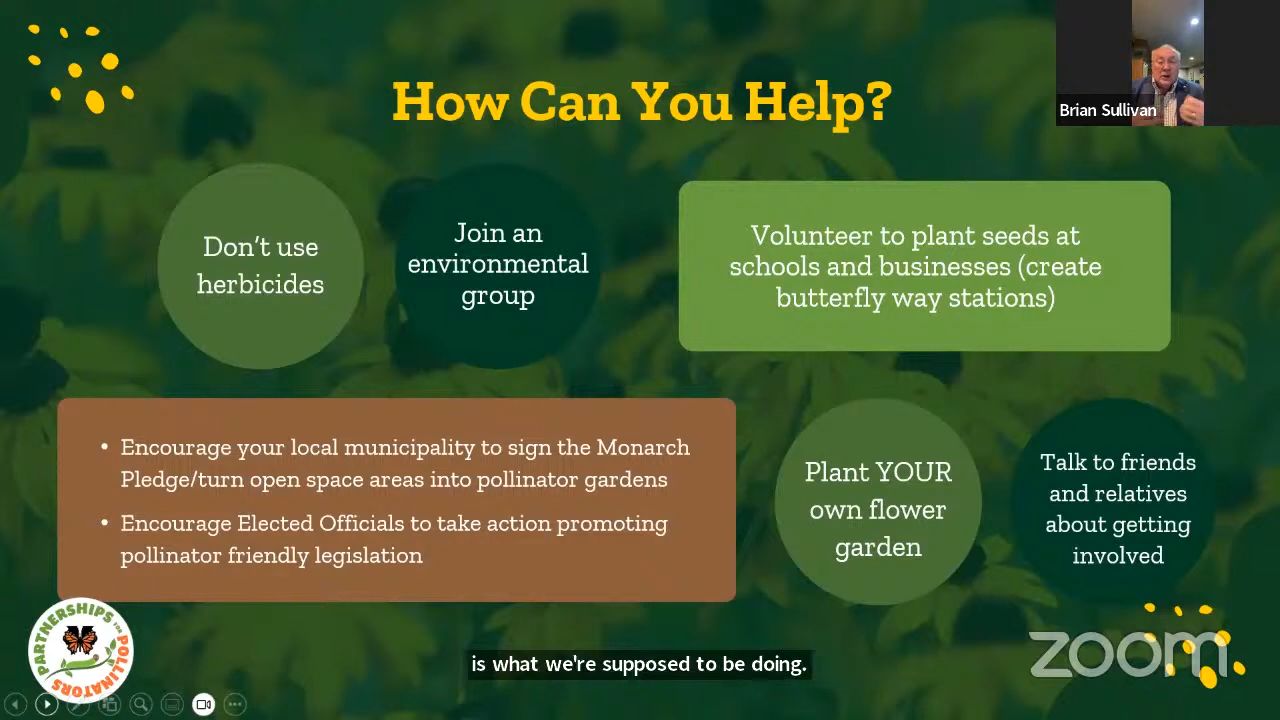 How Can You Help?
Brian Sullivan
Don't use
herbicides
Join an
environmental
group
Volunteer to plant seeds at
schools and businesses (create
butterfly way stations)
• Encourage your local municipality to sign the Monarch
Pledge/turn open space areas into pollinator gardens
• Encourage Elected Officials to take action promoting
pollinator friendly legislation
Plant YOUR
own flower
garden
Talk to friends
and relatives
about getting
involved
PARTNERSHIPS FOR POLLINATORS
is what we're supposed to be doing.
zoom